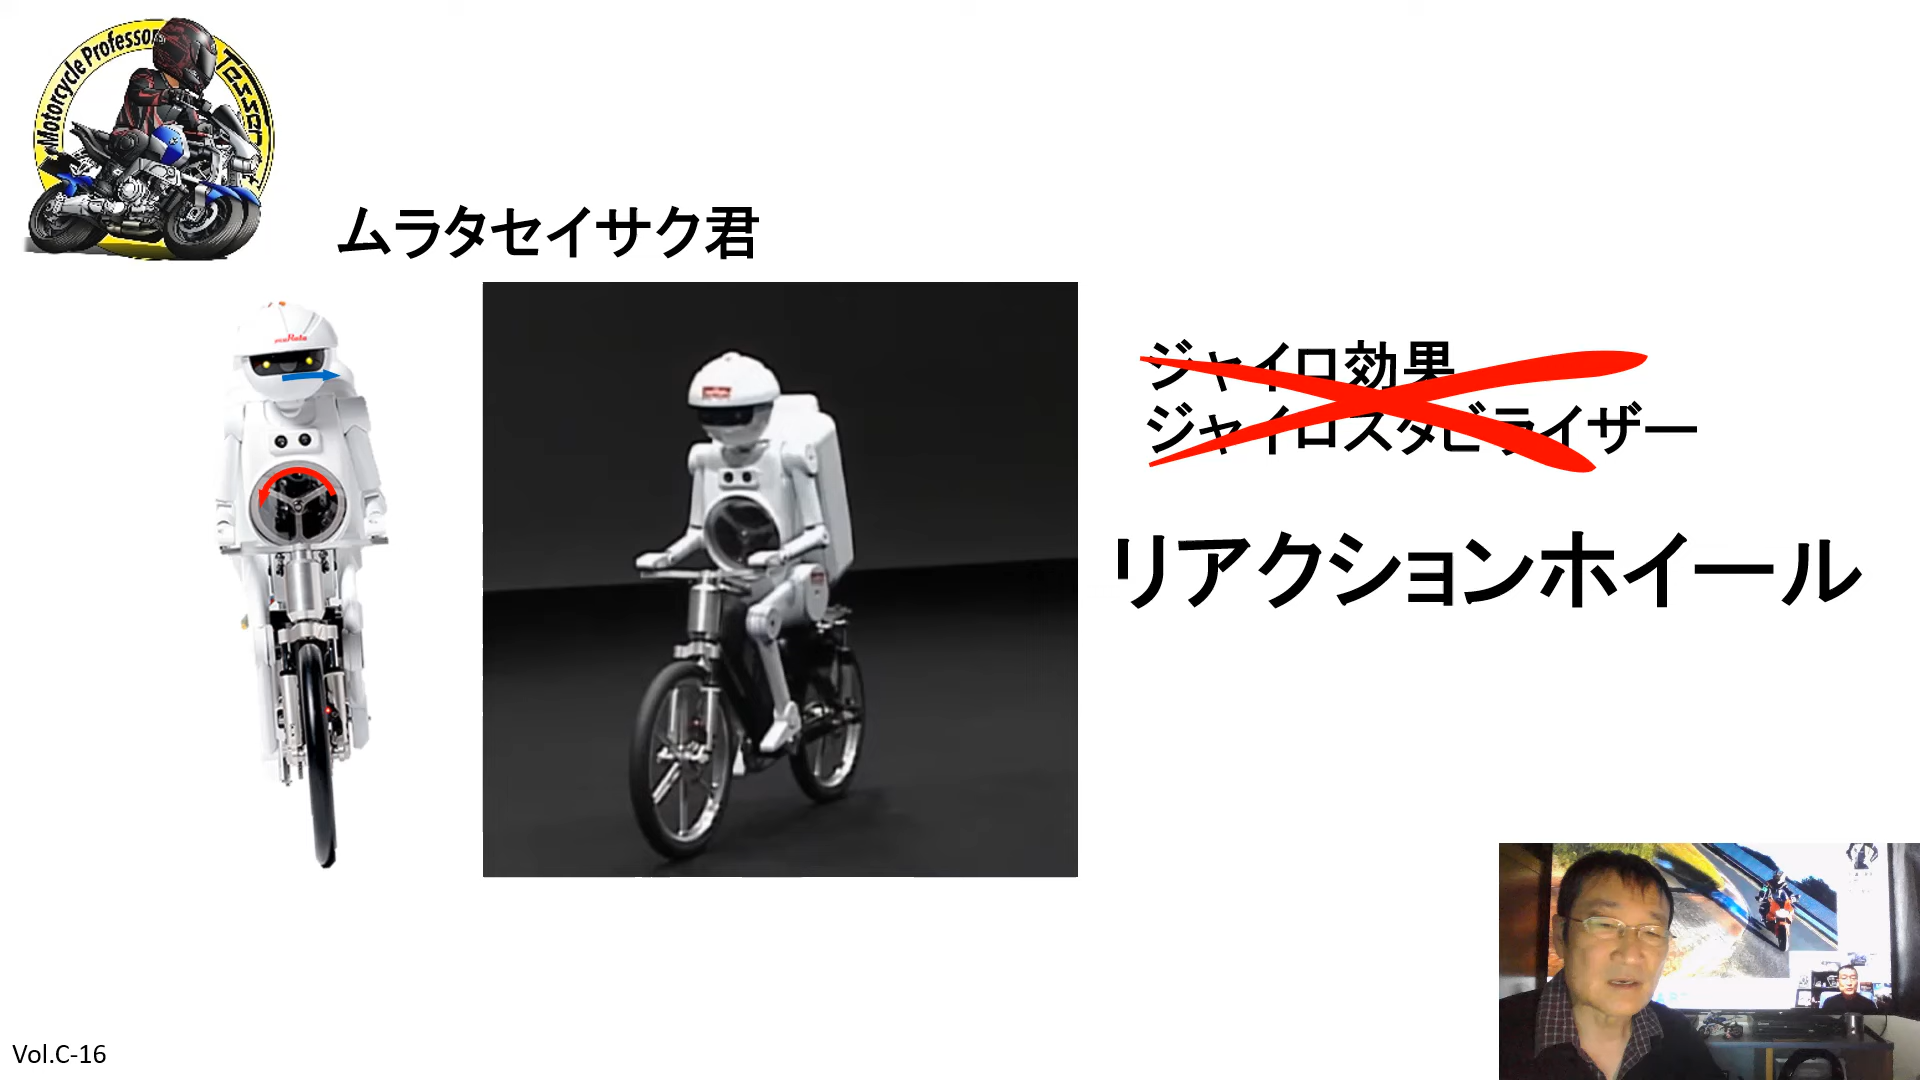 Motorcycle Professor
ムラタセイサク君
muRata
ジャイロ効果
ジャイロスタビライザー
リアクションホイール
Vol.C-16